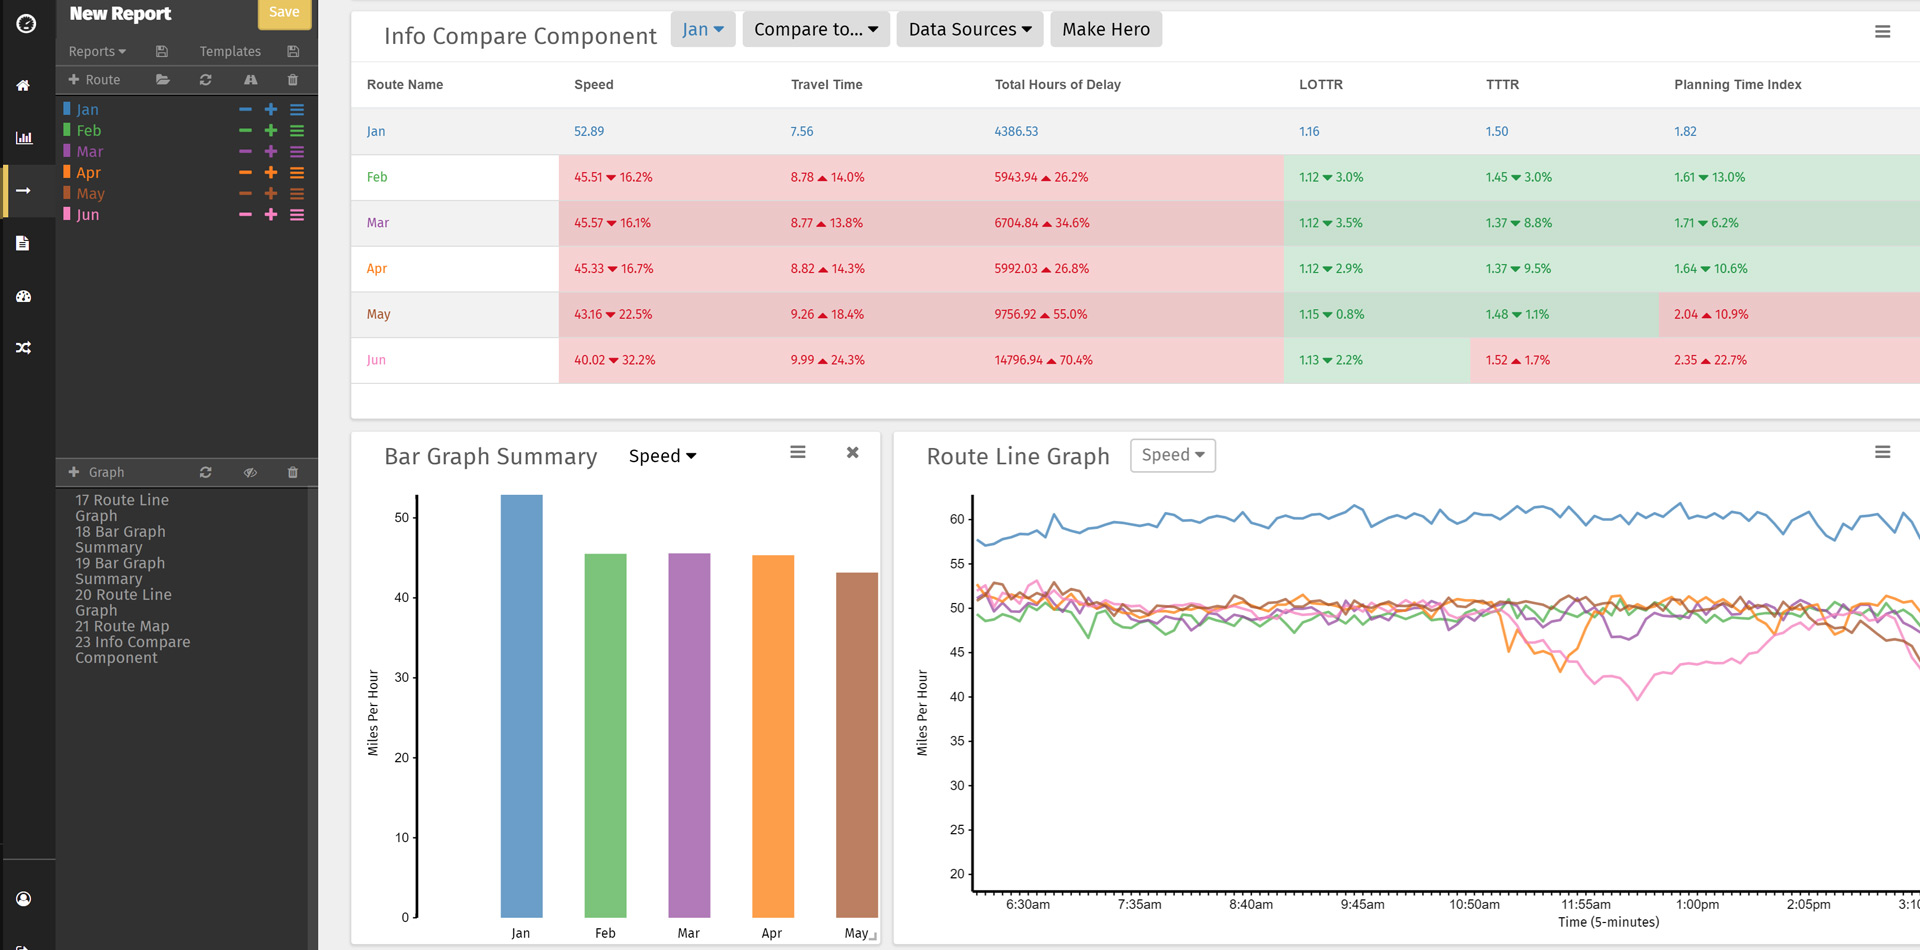 New Report
Save
Reports
Templates
Route
Jan
Feb
Mar
Apr
May
Jun
Graph
17 Route Line
Graph
18 Bar Graph
Summary
19 Bar Graph
Summary
20 Route Line
Graph
21 Route Map
23 Info Compare
Component
Info Compare Component Jan Compare to... Data Sources Make Hero
Route Name Speed Travel Time Total Hours of Delay LOTTR TTTR Planning Time Index
Jan 52.89 7.56 4386.53 1.16 1.50 1.82
Feb 45.51 ▼ 16.2% 8.78 ▲ 14.0% 5943.94 ▲ 26.2% 1.12 ▼ 3.0% 1.45 ▼ 3.0% 1.61 ▼ 13.0%
Mar 45.57 ▼ 16.1% 8.77 ▲ 13.8% 6704.84 ▲ 34.6% 1.12 ▼ 3.5% 1.37 ▼ 8.8% 1.71 ▼ 6.2%
Apr 45.33 ▼ 16.7% 8.82 ▲ 14.3% 5992.03 ▲ 26.8% 1.12 ▼ 2.9% 1.37 ▼ 9.5% 1.64 ▼ 10.6%
May 43.16 ▼ 22.5% 9.26 ▲ 18.4% 9756.92 ▲ 55.0% 1.15 ▼ 0.8% 1.48 ▼ 1.1% 2.04 ▲ 10.9%
Jun 40.02 ▼ 32.2% 9.99 ▲ 24.3% 14796.94 ▲ 70.4% 1.13 ▼ 2.2% 1.52 ▲ 1.7% 2.35 ▲ 22.7%
Bar Graph Summary Speed
50
40
30
20
10
0
Miles Per Hour
Jan Feb Mar Apr May
Route Line Graph Speed
60
55
50
45
40
35
30
25
20
Miles Per Hour
6:30am 7:35am 8:40am 9:45am 10:50am 11:55am 1:00pm 2:05pm 3:10
Time (5-minutes)